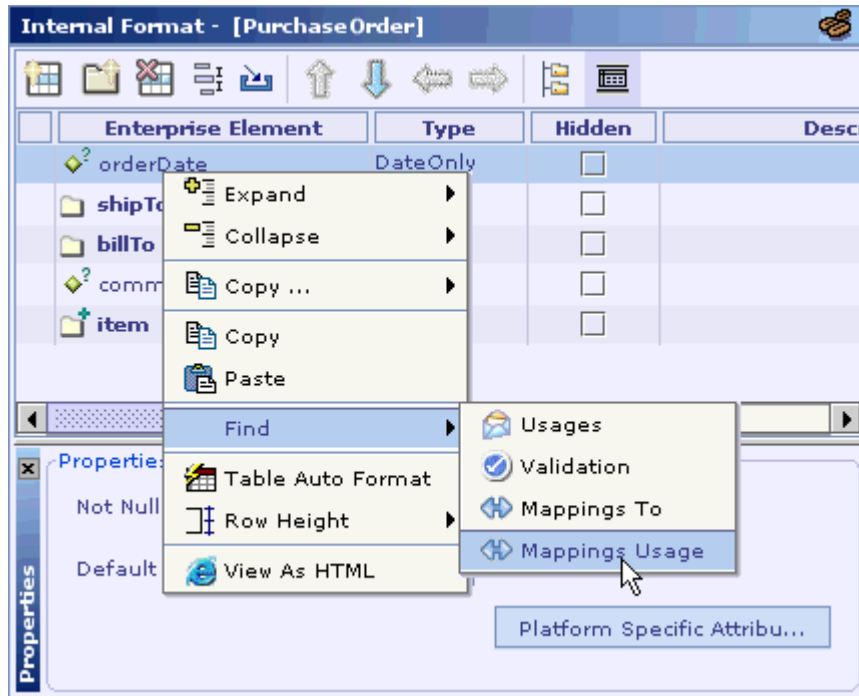 Internal Format - [PurchaseOrder]
Enterprise Element Type Hidden Desc
orderDate DateOnly
shipTo
billTo
comm
item
Expand
Collapse
Copy ...
Copy
Paste
Find
Table Auto Format
Row Height
View As HTML
Usages
Validation
Mappings To
Mappings Usage
Properties
Not Null
Default
Platform Specific Attribu...
Properties